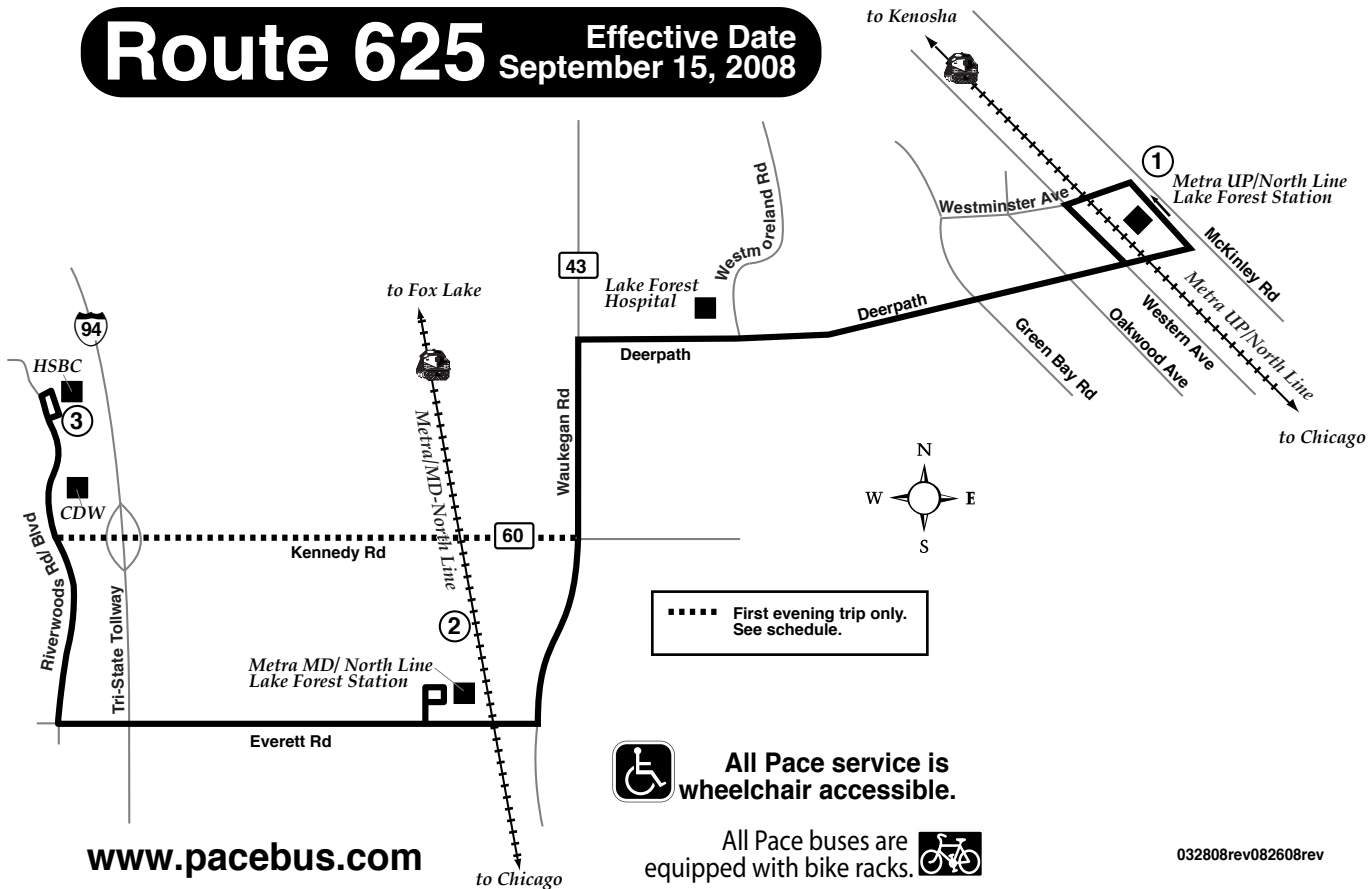 Route 625
Effective Date
September 15, 2008
to Kenosha
1
Metra UP/North Line
Lake Forest Station
Westminster Ave
McKinley Rd
Westmoreland Rd
43
Lake Forest
Hospital
to Fox Lake
Deerpath
Deerpath
Metra UP/North Line
Western Ave
Oakwood Ave
Green Bay Rd
to Chicago
94
HSBC
3
CDW
Metra/MD-North Line
Waukegan Rd
60
Kennedy Rd
Riverwoods Rd/ Blvd
Tri-State Tollway
N
W
E
S
First evening trip only.
See schedule.
2
Metra MD/ North Line
Lake Forest Station
Everett Rd
All Pace service is
wheelchair accessible.
All Pace buses are
equipped with bike racks.
www.pacebus.com
to Chicago
032808rev082608rev